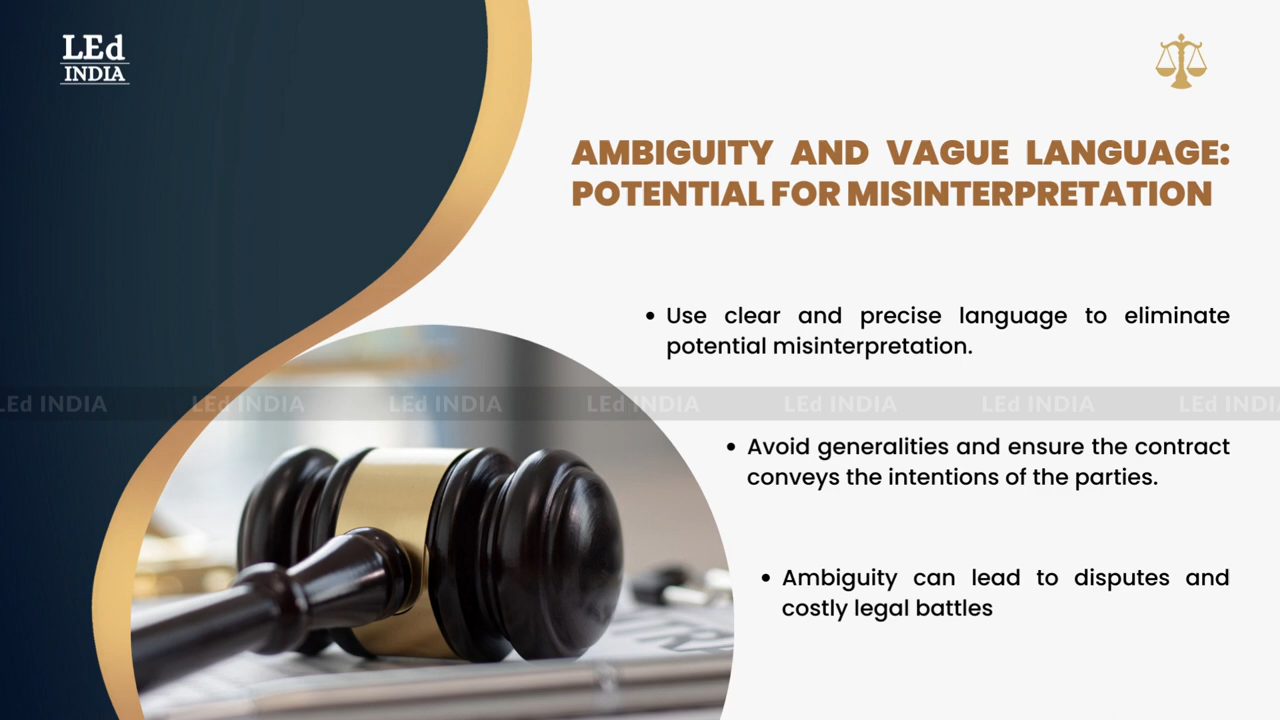 LEd
INDIA
AMBIGUITY AND VAGUE LANGUAGE:
POTENTIAL FOR MISINTERPRETATION
• Use clear and precise language to eliminate
potential misinterpretation.
LEd INDIA LEd INDIA LEd INDIA LEd INDIA LEd INDIA LEd INDIA LEd INDIA
• Avoid generalities and ensure the contract
conveys the intentions of the parties.
• Ambiguity can lead to disputes and
costly legal battles